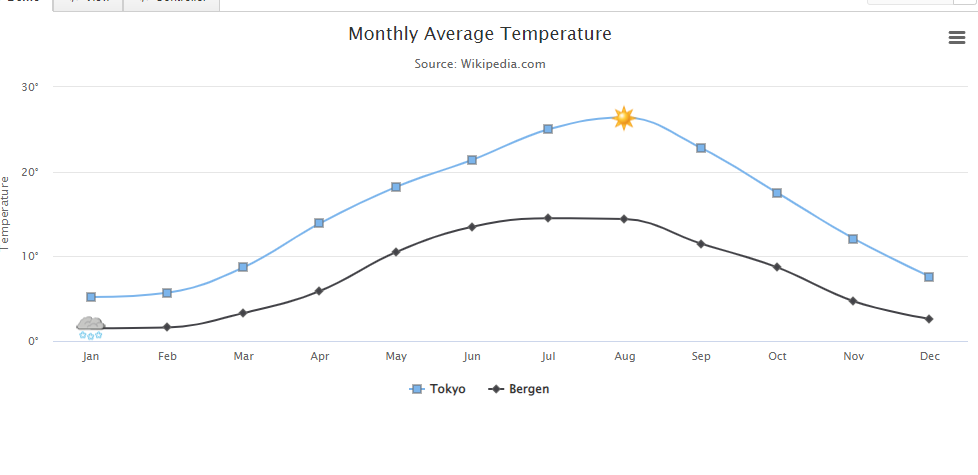 Monthly Average Temperature
Source: Wikipedia.com
30°
20°
10°
0°
Temperature
Jan Feb Mar Apr May Jun Jul Aug Sep Oct Nov Dec
Tokyo Bergen